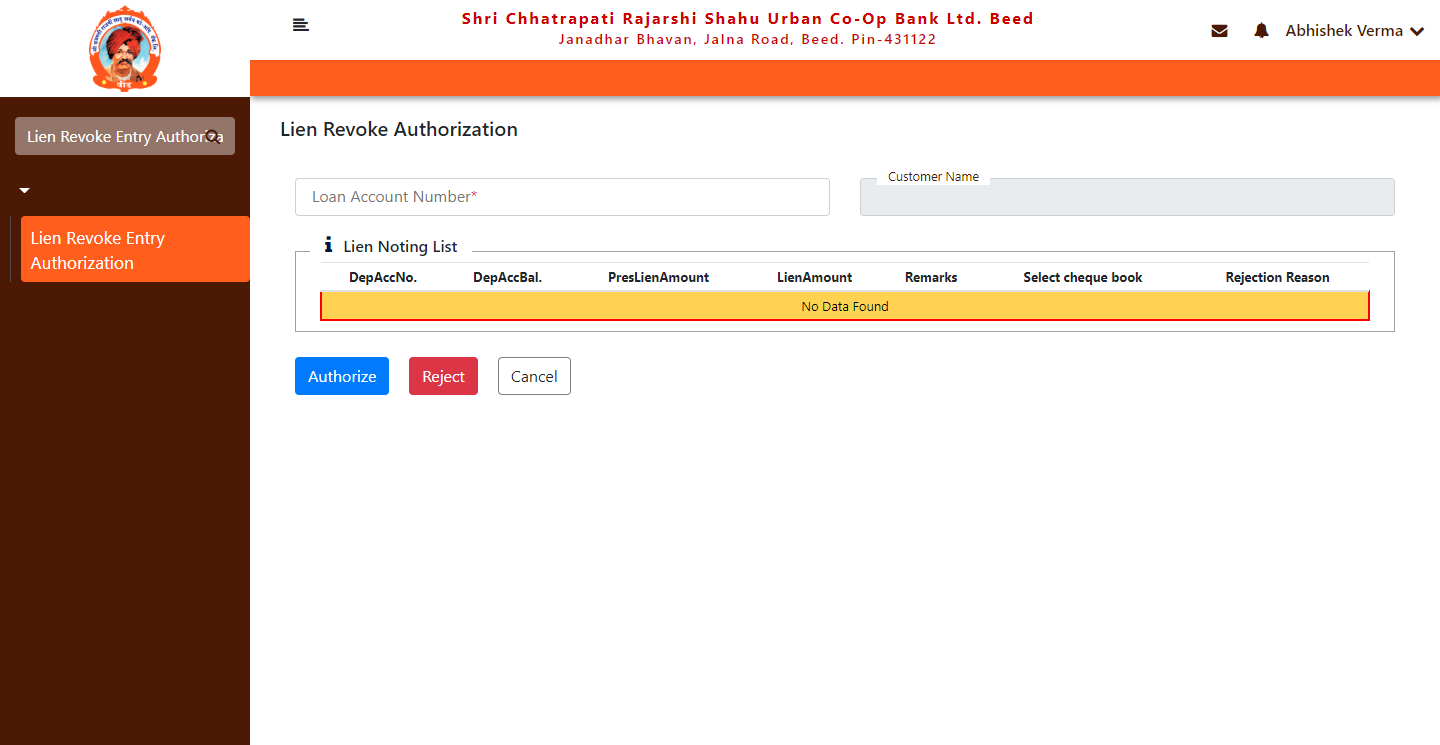 Shri Chhatrapati Rajarshi Shahu Urban Co-Op Bank Ltd. Beed
Janadhar Bhavan, Jalna Road, Beed. Pin-431122
Abhishek Verma
बीड
Lien Revoke Entry Authoriza
Lien Revoke Entry
Authorization
Lien Revoke Authorization
Loan Account Number*
Customer Name
Lien Noting List
DepAccNo. DepAccBal. PresLienAmount LienAmount Remarks Select cheque book Rejection Reason
No Data Found
Authorize Reject Cancel